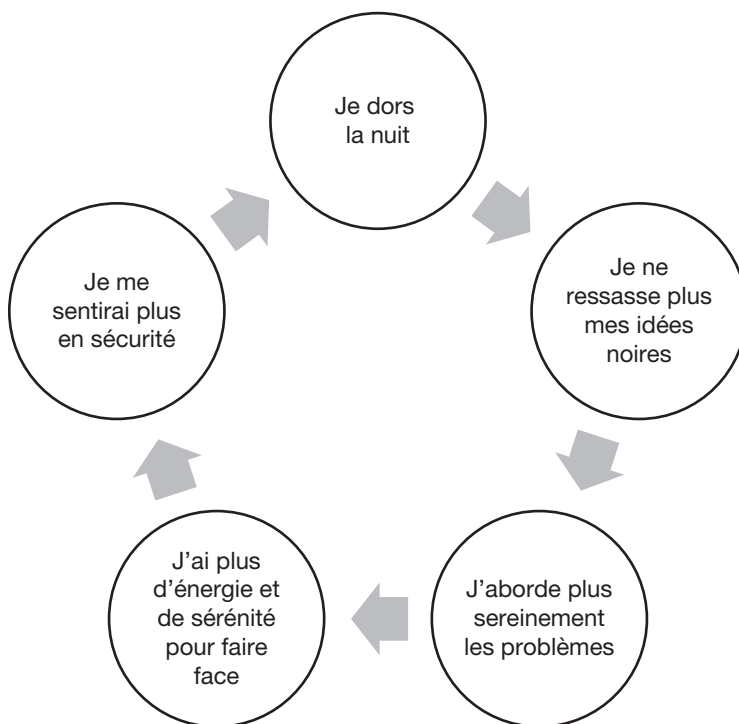 Je dors
la nuit
Je ne
ressasse plus
mes idées
noires
J’aborde plus
sereinement
les problèmes
J’ai plus
d’énergie et
de sérénité
pour faire
face
Je me
sentirai plus
en sécurité